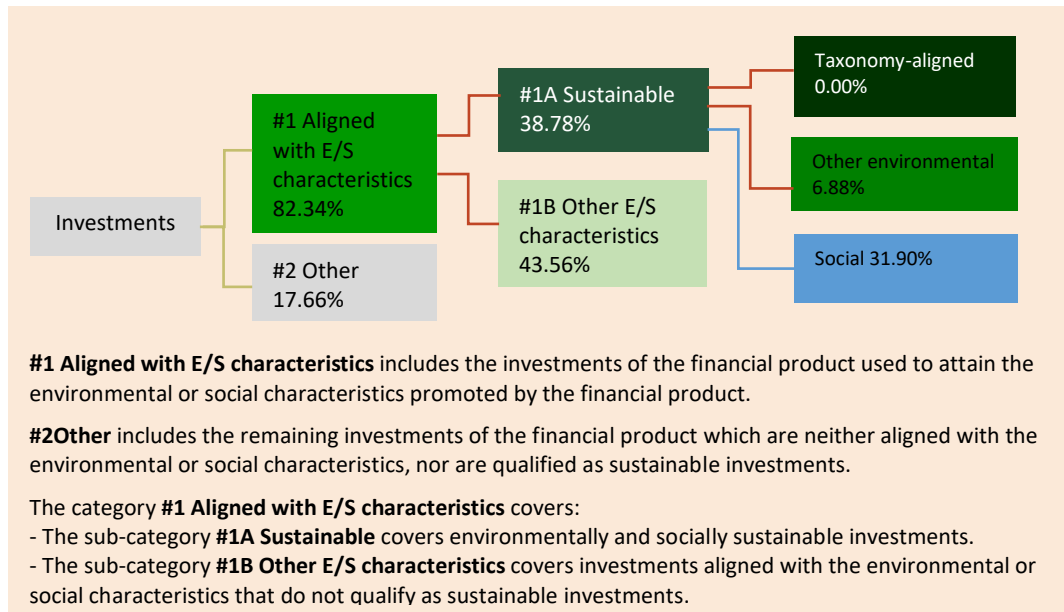 Investments
#1 Aligned
with E/S
characteristics
82.34%
#2 Other
17.66%
#1A Sustainable
38.78%
#1B Other E/S
characteristics
43.56%
Taxonomy-aligned
0.00%
Other environmental
6.88%
Social 31.90%
#1 Aligned with E/S characteristics includes the investments of the financial product used to attain the
environmental or social characteristics promoted by the financial product.
#2Other includes the remaining investments of the financial product which are neither aligned with the
environmental or social characteristics, nor are qualified as sustainable investments.
The category #1 Aligned with E/S characteristics covers:
- The sub-category #1A Sustainable covers environmentally and socially sustainable investments.
- The sub-category #1B Other E/S characteristics covers investments aligned with the environmental or
social characteristics that do not qualify as sustainable investments.